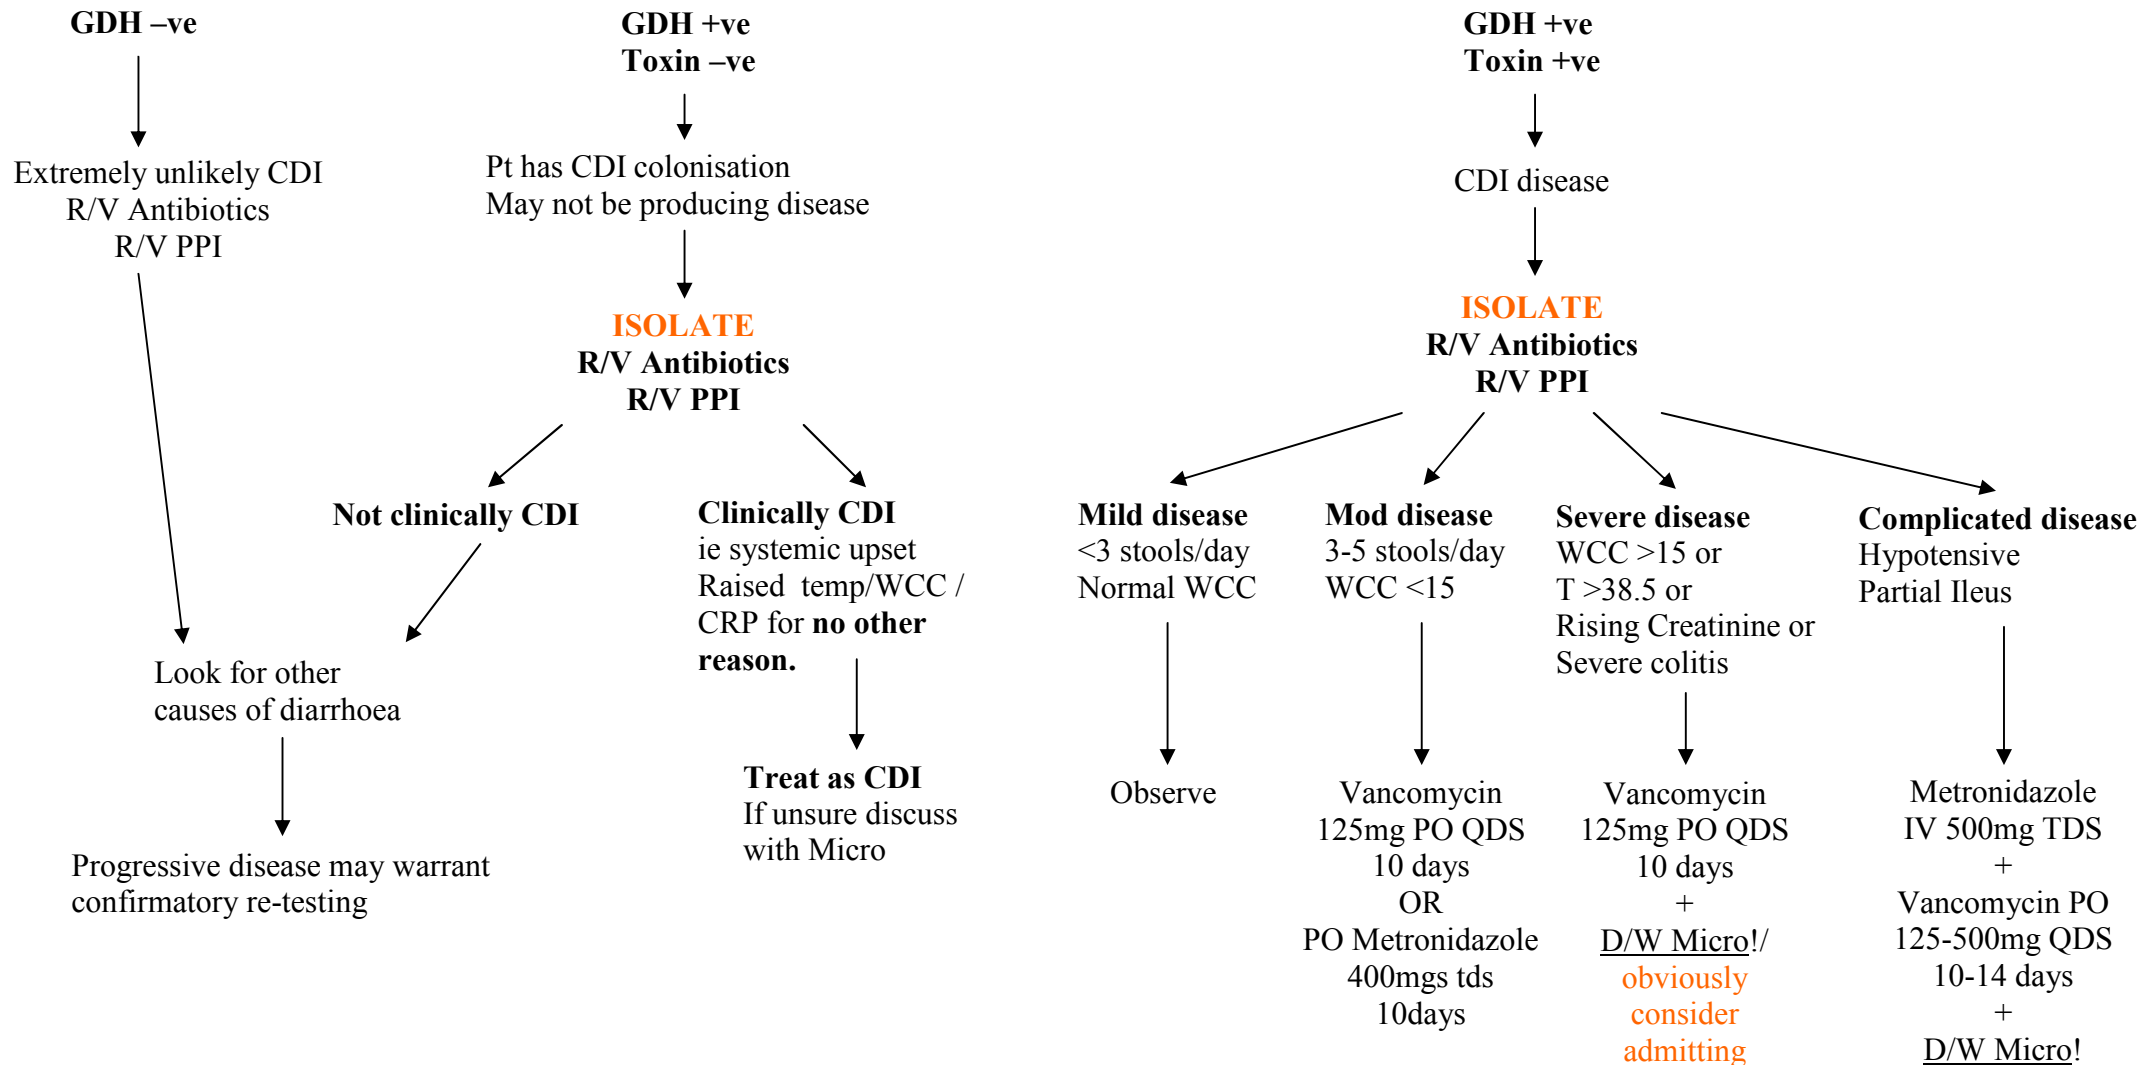 GDH –ve
Extremely unlikely CDI
R/V Antibiotics
R/V PPI
GDH +ve
Toxin –ve
Pt has CDI colonisation
May not be producing disease
ISOLATE
R/V Antibiotics
R/V PPI
Not clinically CDI
Look for other
causes of diarrhoea
Progressive disease may warrant
confirmatory re-testing
Clinically CDI
ie systemic upset
Raised  temp/WCC /
CRP for no other
reason.
Treat as CDI
If unsure discuss
with Micro
GDH +ve
Toxin +ve
CDI disease
ISOLATE
R/V Antibiotics
R/V PPI
Mild disease
<3 stools/day
Normal WCC
Observe
Mod disease
3-5 stools/day
WCC <15
Vancomycin
125mg PO QDS
10 days
OR
PO Metronidazole
400mgs tds
10days
Severe disease
WCC >15 or
T >38.5 or
Rising Creatinine or
Severe colitis
Vancomycin
125mg PO QDS
10 days
+
D/W Micro!/
obviously
consider
admitting
Complicated disease
Hypotensive
Partial Ileus
Metronidazole
IV 500mg TDS
+
Vancomycin PO
125-500mg QDS
10-14 days
+
D/W Micro!